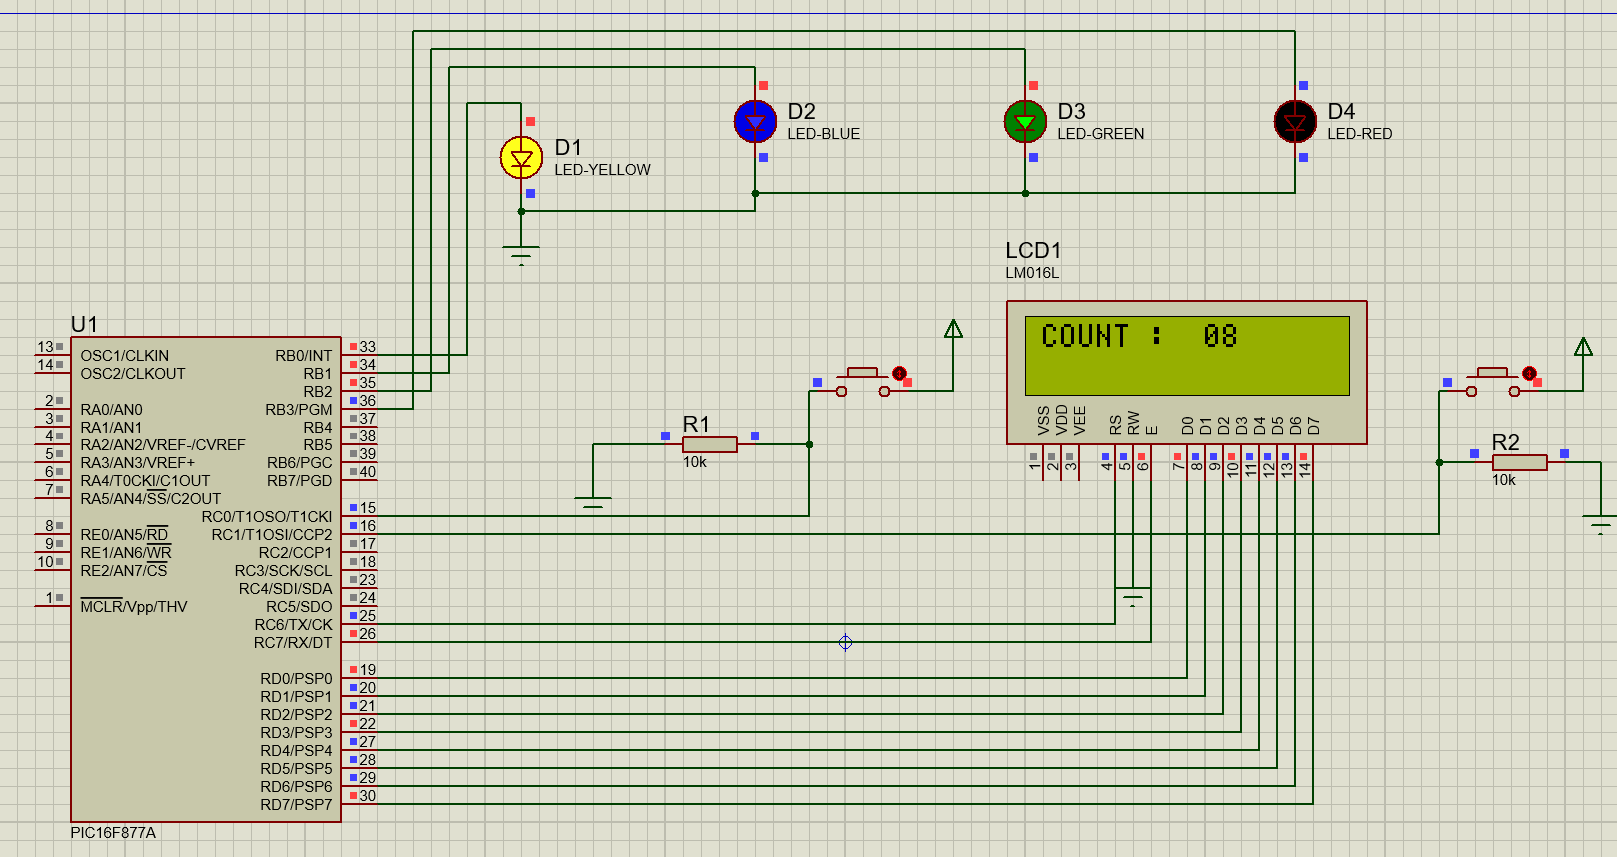 D1
LED-YELLOW
D2
LED-BLUE
D3
LED-GREEN
D4
LED-RED
LCD1
LM016L
COUNT :  08
VSS
VDD
VEE
RS
RW
E
D0
D1
D2
D3
D4
D5
D6
D7
1
2
3
4
5
6
7
8
9
10
11
12
13
14
R1
10k
R2
10k
U1
13 OSC1/CLKIN RB0/INT 33
14 OSC2/CLKOUT RB1 34
RB2 35
2 RA0/AN0 RB3/PGM 36
3 RA1/AN1 RB4 37
4 RA2/AN2/VREF-/CVREF RB5 38
5 RA3/AN3/VREF+ RB6/PGC 39
6 RA4/T0CKI/C1OUT RB7/PGD 40
7 RA5/AN4/SS/C2OUT
RC0/T1OSO/T1CKI 15
8 RE0/AN5/RD RC1/T1OSI/CCP2 16
9 RE1/AN6/WR RC2/CCP1 17
10 RE2/AN7/CS RC3/SCK/SCL 18
RC4/SDI/SDA 23
1 MCLR/Vpp/THV RC5/SDO 24
RC6/TX/CK 25
RC7/RX/DT 26
RD0/PSP0 19
RD1/PSP1 20
RD2/PSP2 21
RD3/PSP3 22
RD4/PSP4 27
RD5/PSP5 28
RD6/PSP6 29
RD7/PSP7 30
PIC16F877A